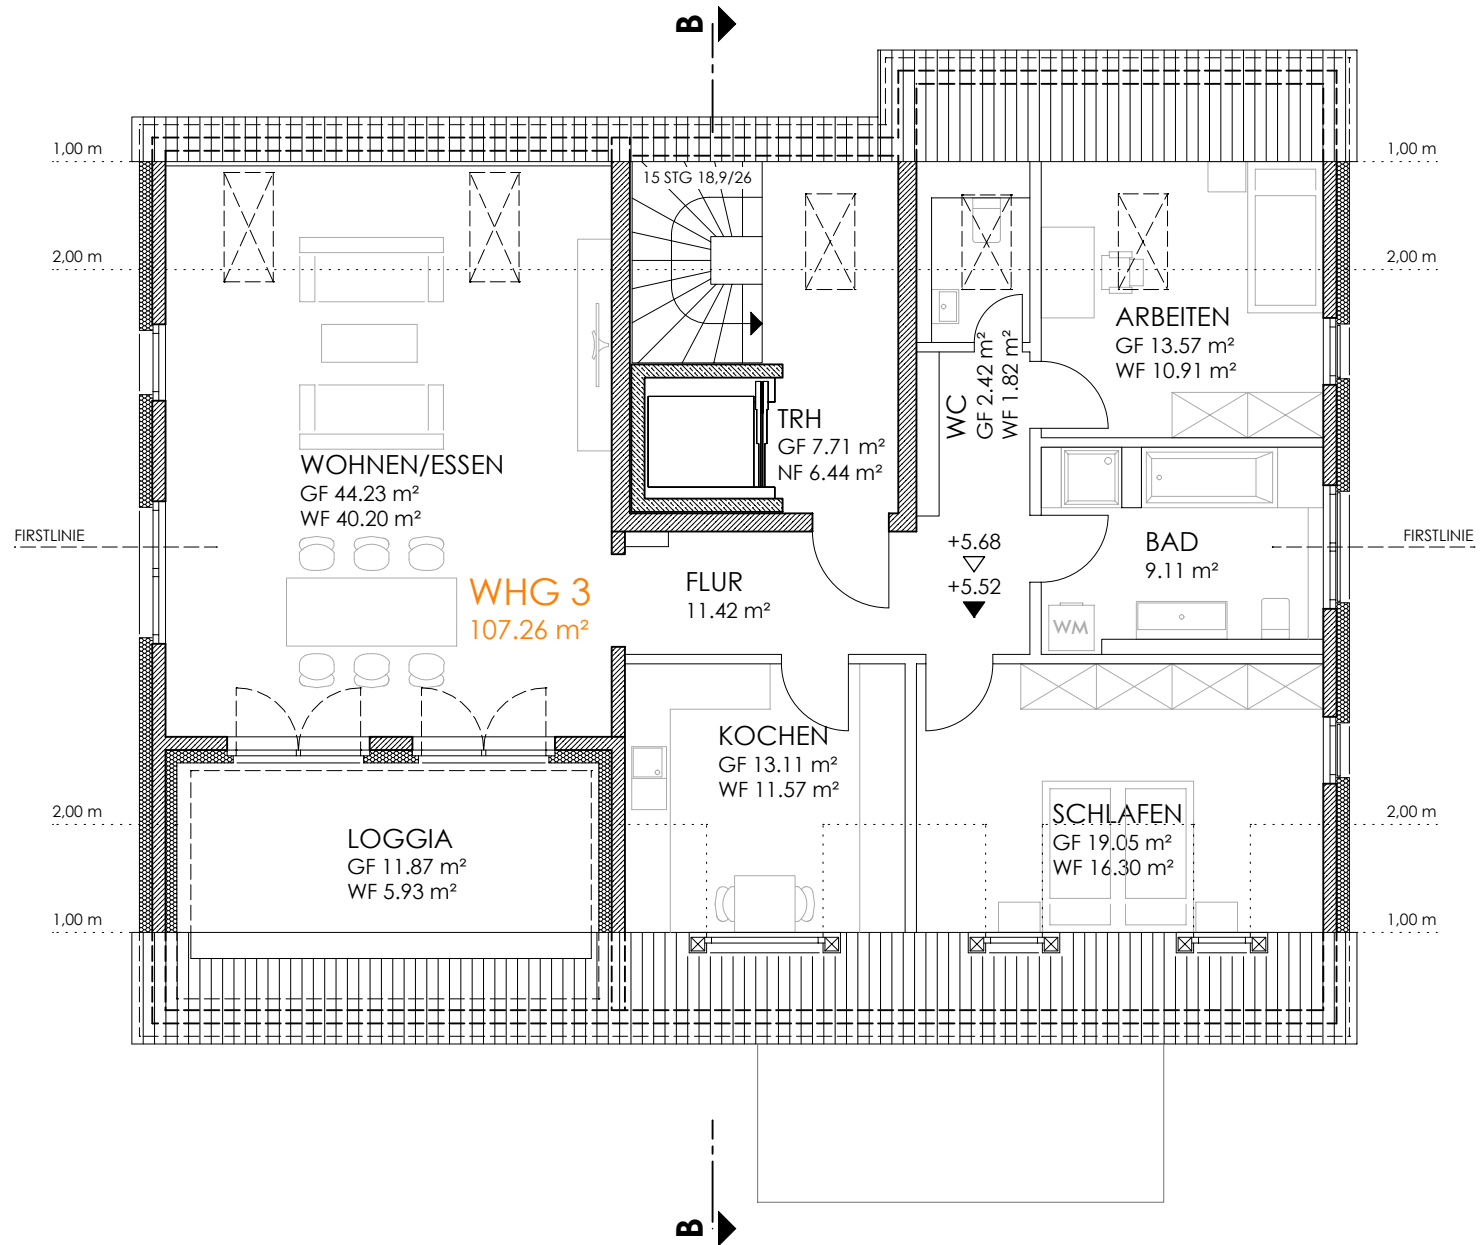 B
1,00 m
1,00 m
15 STG 18,9/26
2,00 m
2,00 m
ARBEITEN
GF 13.57 m²
WF 10.91 m²
WC
GF 2.42 m²
WF 1.82 m²
TRH
GF 7.71 m²
NF 6.44 m²
WOHNEN/ESSEN
GF 44.23 m²
WF 40.20 m²
FIRSTLINIE
FIRSTLINIE
+5.68
+5.52
BAD
9.11 m²
FLUR
11.42 m²
WHG 3
107.26 m²
WM
KOCHEN
GF 13.11 m²
WF 11.57 m²
2,00 m
2,00 m
SCHLAFEN
GF 19.05 m²
WF 16.30 m²
LOGGIA
GF 11.87 m²
WF 5.93 m²
1,00 m
1,00 m
B